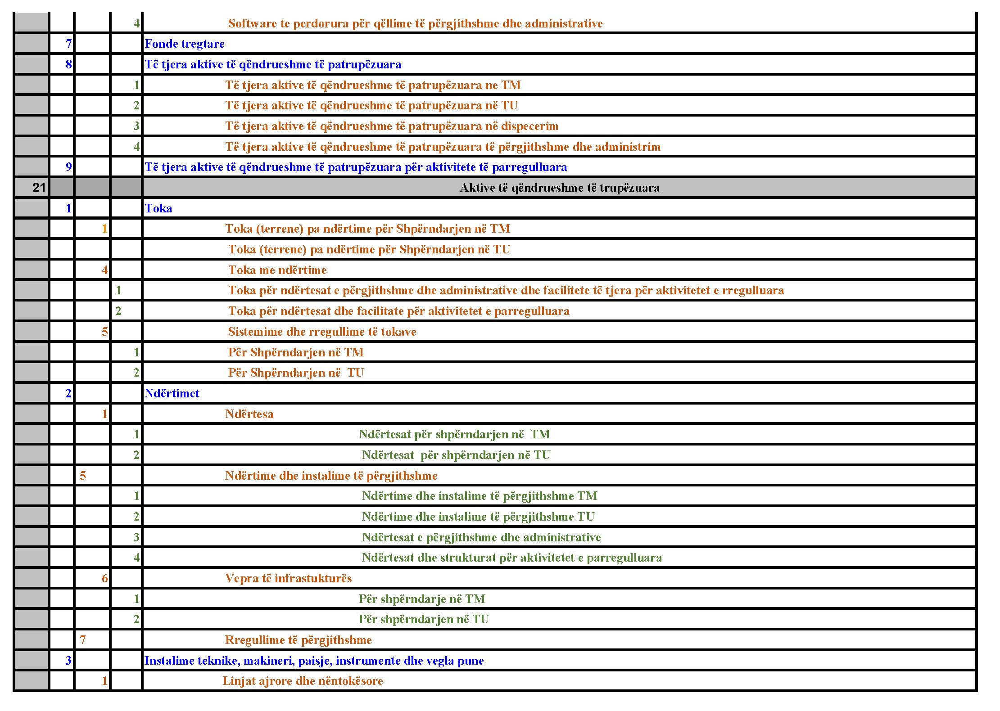 4 Software te perdorura për qëllime të përgjithshme dhe administrative
7 Fonde tregtare
8 Të tjera aktive të qëndrueshme të patrupëzuara
1 Të tjera aktive të qëndrueshme të patrupëzuara ne TM
2 Të tjera aktive të qëndrueshme të patrupëzuara në TU
3 Të tjera aktive të qëndrueshme të patrupëzuara në dispecerim
4 Të tjera aktive të qëndrueshme të patrupëzuara të përgjithshme dhe administrim
9 Të tjera aktive të qëndrueshme të patrupëzuara për aktivitete të parregulluara
21 Aktive të qëndrueshme të trupëzuara
1 Toka
1 Toka (terrene) pa ndërtime për Shpërndarjen në TM
Toka (terrene) pa ndërtime për Shpërndarjen në TU
4 Toka me ndërtime
1 Toka për ndërtesat e përgjithshme dhe administrative dhe facilitete të tjera për aktivitetet e rregulluara
2 Toka për ndërtesat dhe facilitate për aktivitetet e parregulluara
5 Sistemime dhe rregullime të tokave
1 Për Shpërndarjen në TM
2 Për Shpërndarjen në TU
2 Ndërtimet
1 Ndërtesa
1 Ndërtesat për shpërndarjen në TM
2 Ndërtesat për shpërndarjen në TU
5 Ndërtime dhe instalime të përgjithshme
1 Ndërtime dhe instalime të përgjithshme TM
2 Ndërtime dhe instalime të përgjithshme TU
3 Ndërtesat e përgjithshme dhe administrative
4 Ndërtesat dhe strukturat për aktivitetet e parregulluara
6 Vepra të infrastukturës
1 Për shpërndarje në TM
2 Për shpërndarjen në TU
7 Rregullime të përgjithshme
3 Instalime teknike, makineri, paisje, instrumente dhe vegla pune
1 Linjat ajrore dhe nëntokësore